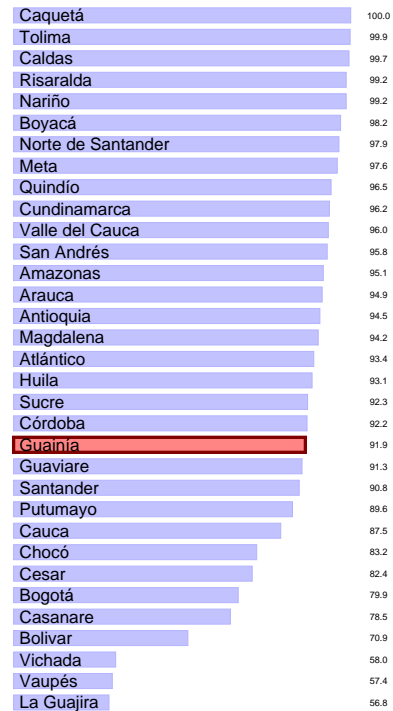 Caquetá 100.0
Tolima 99.9
Caldas 99.7
Risaralda 99.2
Nariño 99.2
Boyacá 98.2
Norte de Santander 97.9
Meta 97.6
Quindío 96.5
Cundinamarca 96.2
Valle del Cauca 96.0
San Andrés 95.8
Amazonas 95.1
Arauca 94.9
Antioquia 94.5
Magdalena 94.2
Atlántico 93.4
Huila 93.1
Sucre 92.3
Córdoba 92.2
Guainía 91.9
Guaviare 91.3
Santander 90.8
Putumayo 89.6
Cauca 87.5
Chocó 83.2
Cesar 82.4
Bogotá 79.9
Casanare 78.5
Bolivar 70.9
Vichada 58.0
Vaupés 57.4
La Guajira 56.8